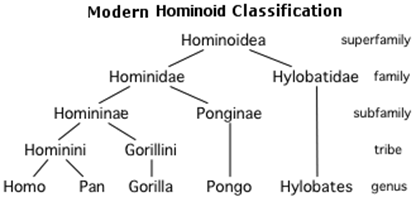 Modern Hominoid Classification
Hominoidea superfamily
Hominidae Hylobatidae family
Homininae Ponginae subfamily
Hominini Gorillini tribe
Homo Pan Gorilla Pongo Hylobates genus